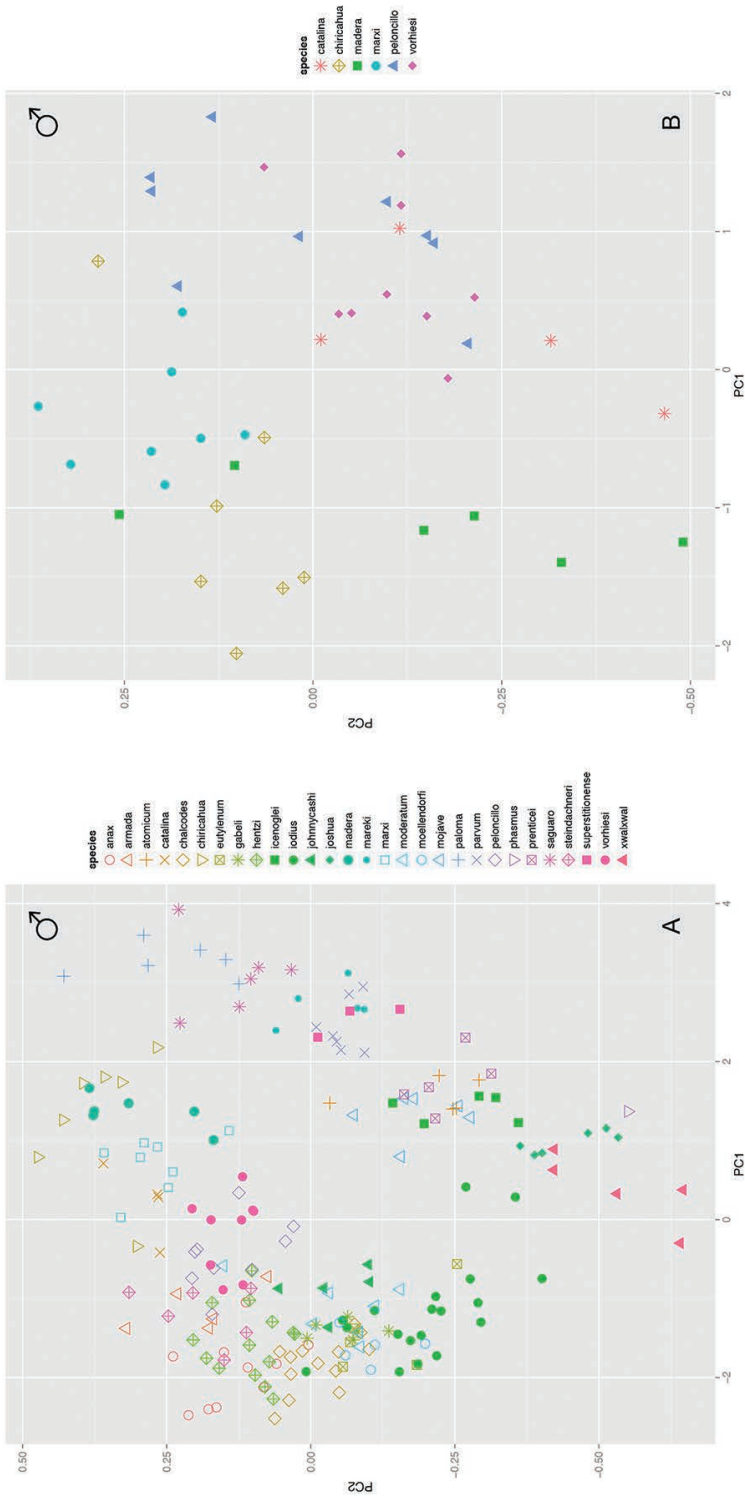 0.50
0.25
0.00
−0.25
−0.50
PC2
−2
0
2
4
PC1
A
species
anax
armada
atomicum
catalina
chalcodes
chiricahua
eutylenum
gabeli
hentzi
icenoglei
iodius
johnnycashi
joshua
madera
mareki
marxi
moderatum
moellendorfi
mojave
paloma
parvum
peloncillo
phasmus
prenticei
saguaro
steindachneri
superstitionense
vorhiesi
xwalxwal
0.25
0.00
−0.25
−0.50
PC2
−2
−1
0
1
2
PC1
B
species
catalina
chiricahua
madera
marxi
peloncillo
vorhiesi